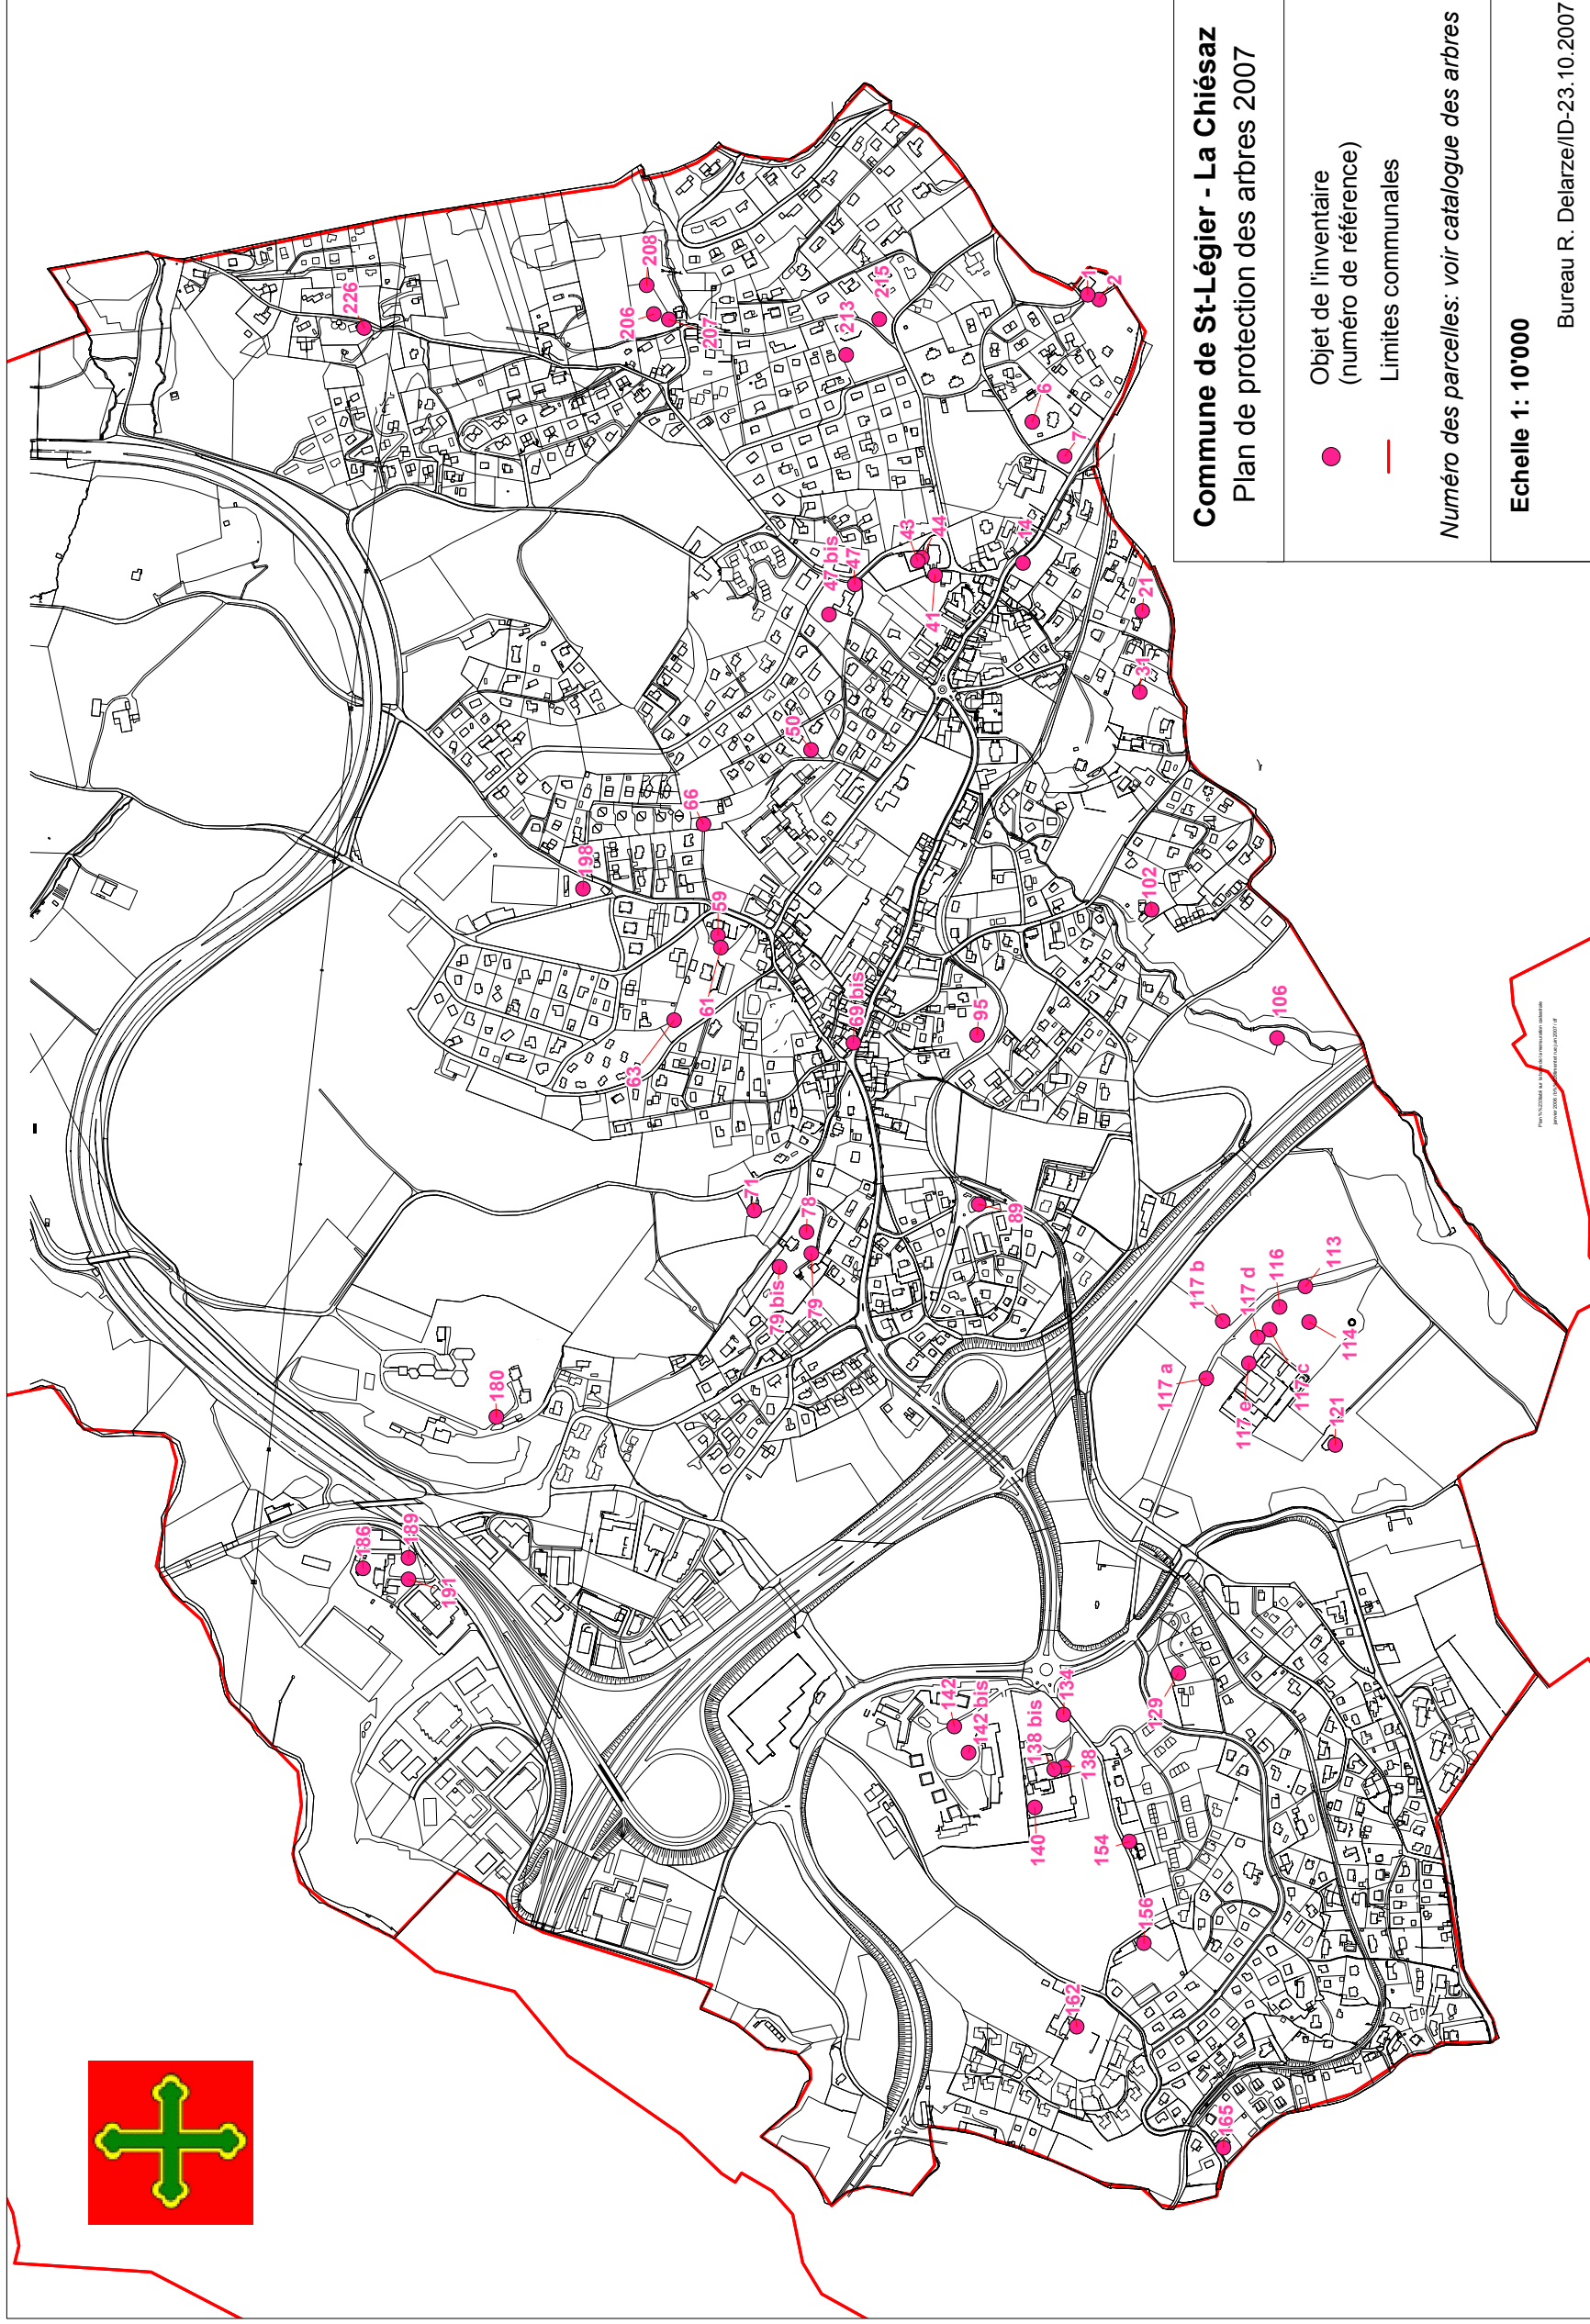 Commune de St-Légier - La Chiésaz
Plan de protection des arbres 2007
Objet de l'inventaire
(numéro de référence)
Limites communales
Numéro des parcelles: voir catalogue des arbres
Echelle 1: 10'000
Bureau R. Delarze/ID-23.10.2007
226
208
206
207
215
213
1
2
6
7
14
43
44
41
47 bis
47
21
31
50
66
198
59
61
63
69 bis
95
102
106
71
78
79 bis
79
89
180
117 b
117 d
116
113
114
117 a
117 e
117 c
121
186
189
191
142
142 bis
134
138 bis
138
140
129
154
156
162
165